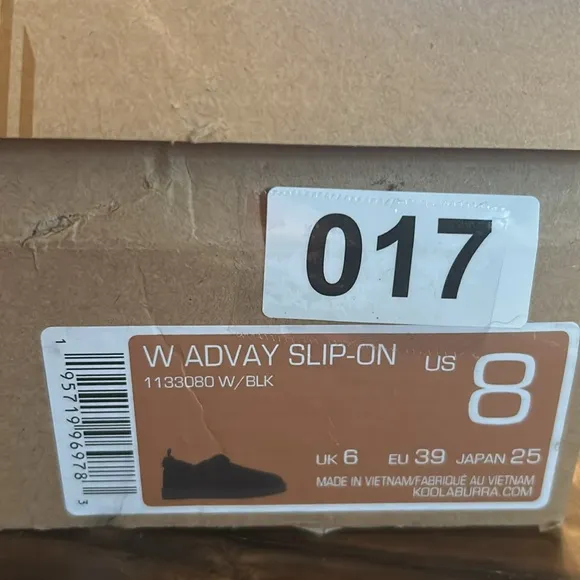 017
W ADVAY SLIP-ON US 8
1133080 W/BLK
UK 6 EU 39 JAPAN 25
MADE IN VIETNAM/FABRIQUÉ AU VIETNAM
KOOLABURRA.COM
1 95719 96978 3